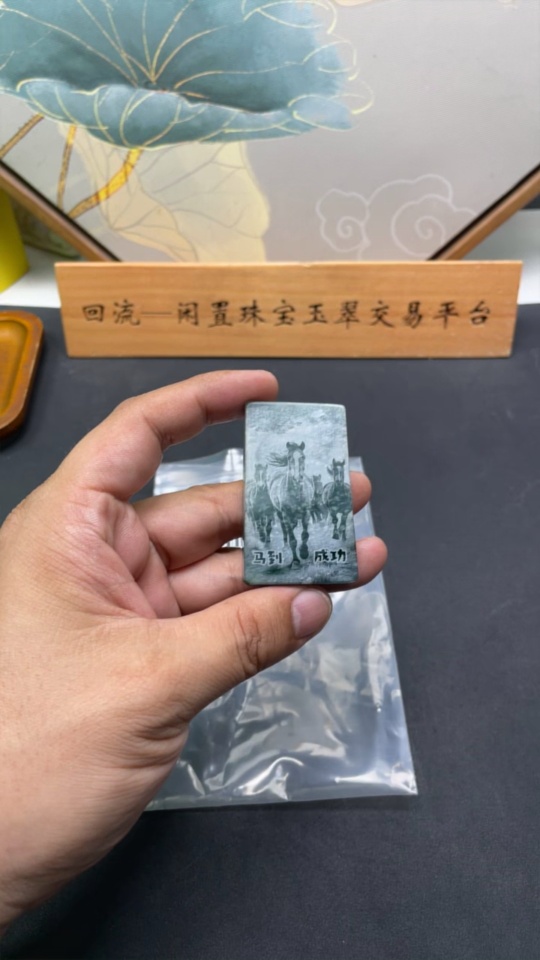 回流—闲置珠宝玉翠交易平台
马到 成功